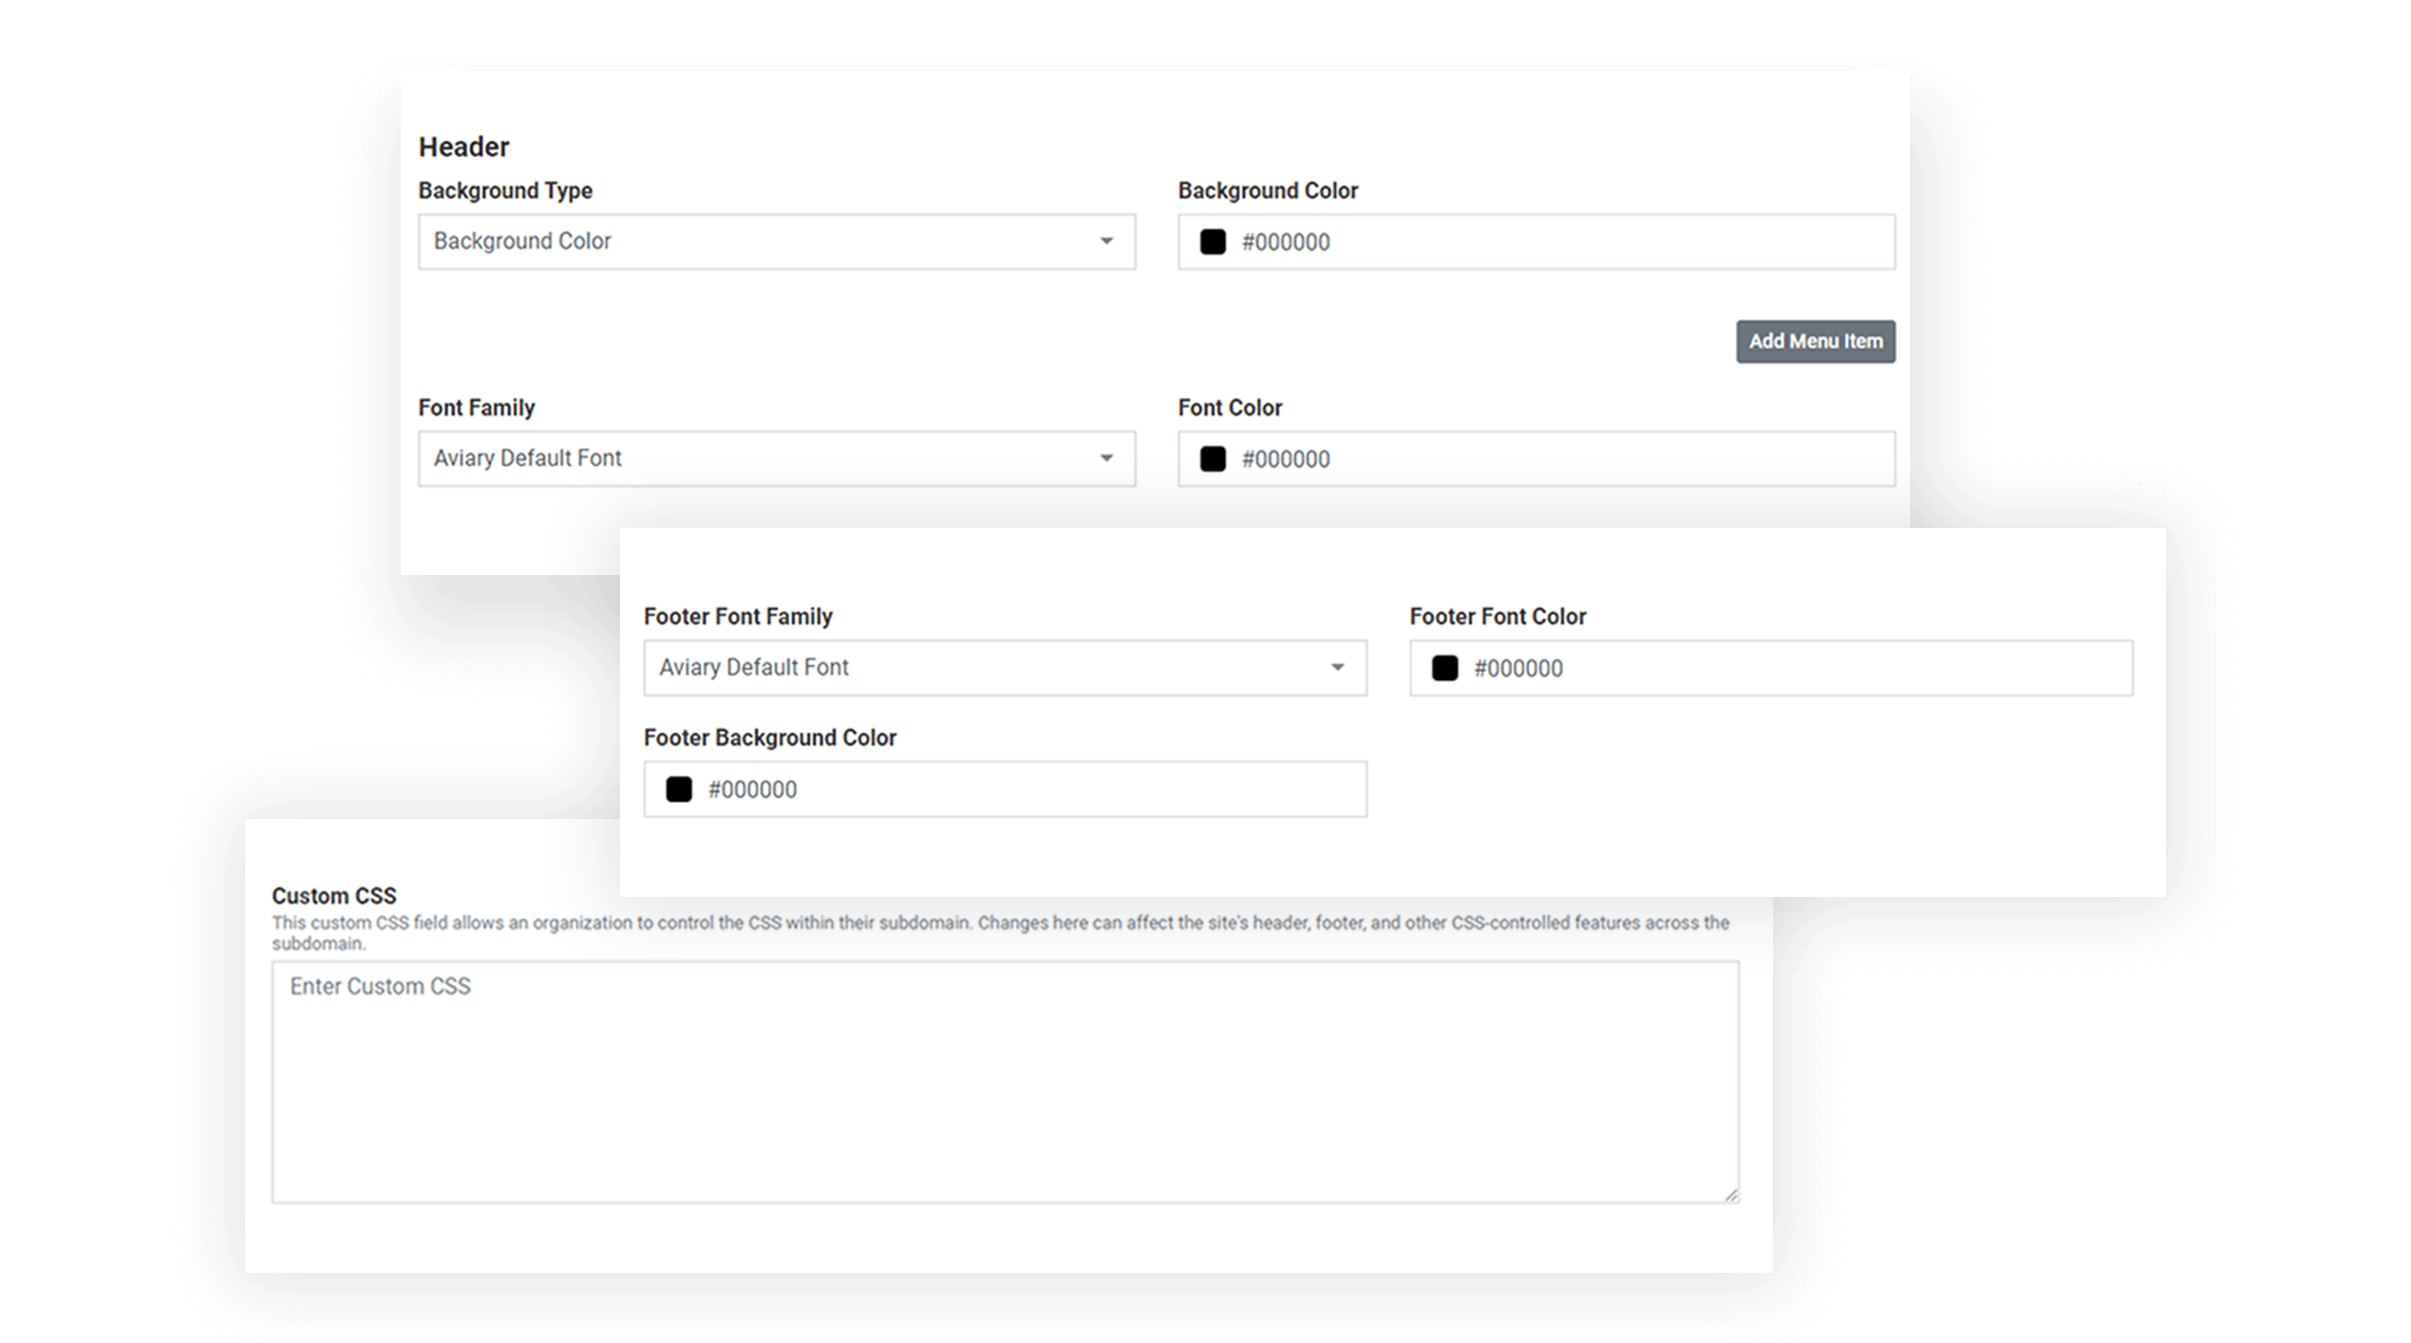 Header
Background Type
Background Color
Background Color
#000000
Add Menu Item
Font Family
Font Color
Aviary Default Font
#000000
Footer Font Family
Footer Font Color
Aviary Default Font
#000000
Footer Background Color
#000000
Custom CSS
This custom CSS field allows an organization to control the CSS within their subdomain. Changes here can affect the site's header, footer, and other CSS-controlled features across the
subdomain.
Enter Custom CSS